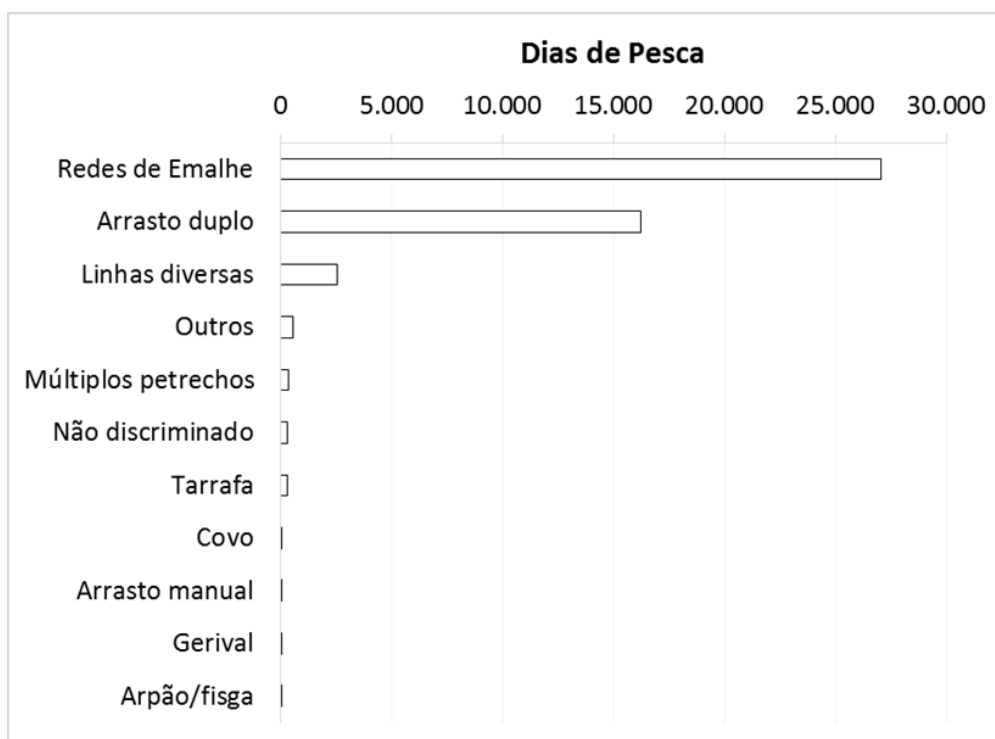 Dias de Pesca
0 5.000 10.000 15.000 20.000 25.000 30.000
Redes de Emalhe
Arrasto duplo
Linhas diversas
Outros
Múltiplos petrechos
Não discriminado
Tarrafa
Covo
Arrasto manual
Gerival
Arpão/fisga